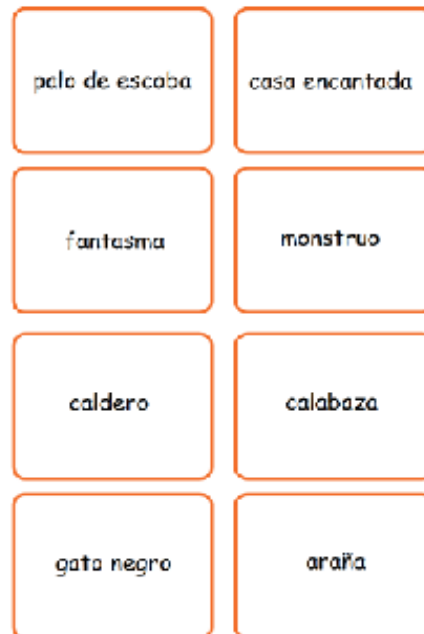 palo de escoba
casa encantada
fantasma
monstruo
caldero
calabaza
gato negro
araña